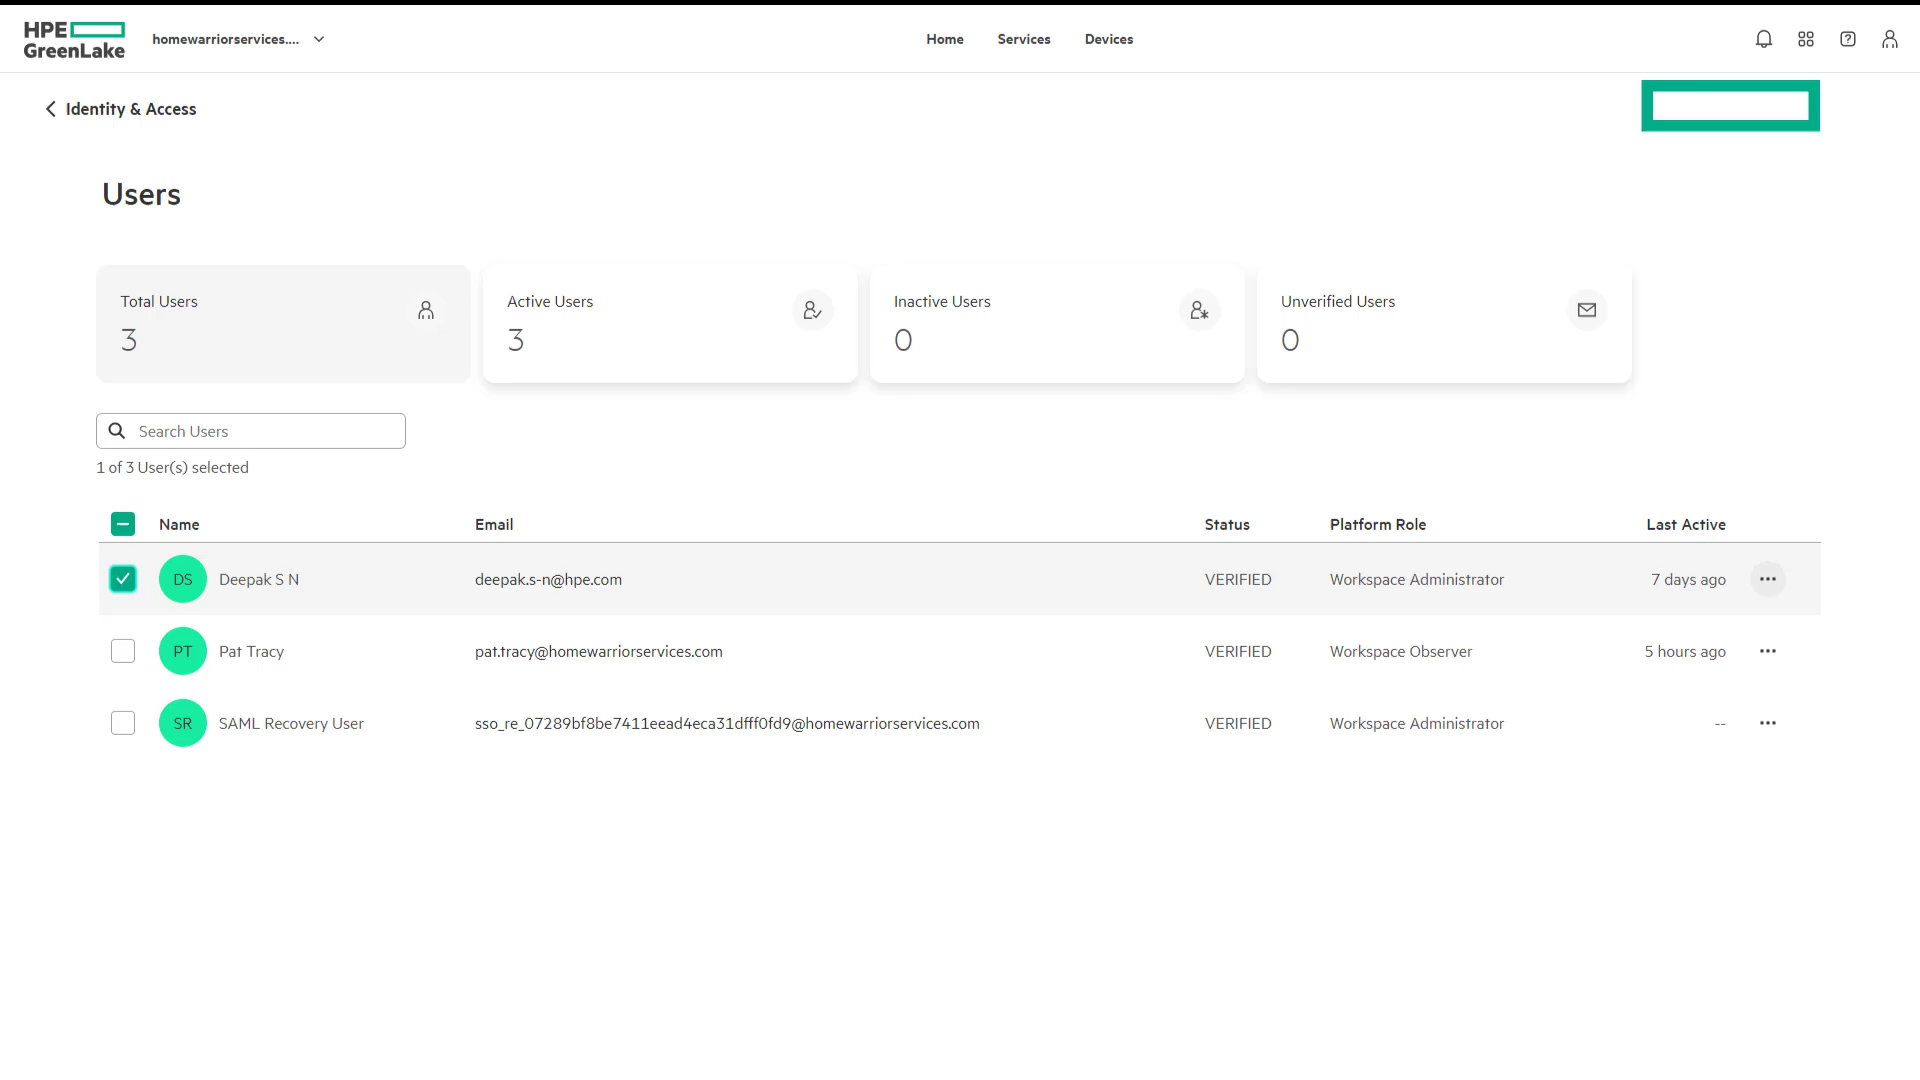 HPE
GreenLake
homewarriorservices....
Home
Services
Devices
Identity & Access
Users
Total Users
3
Active Users
3
Inactive Users
0
Unverified Users
0
Search Users
1 of 3 User(s) selected
Name Email Status Platform Role Last Active
DS Deepak S N deepak.s-n@hpe.com VERIFIED Workspace Administrator 7 days ago
PT Pat Tracy pat.tracy@homewarriorservices.com VERIFIED Workspace Observer 5 hours ago
SR SAML Recovery User sso_re_07289bf8be7411eead4eca31dfff0fd9@homewarriorservices.com VERIFIED Workspace Administrator --